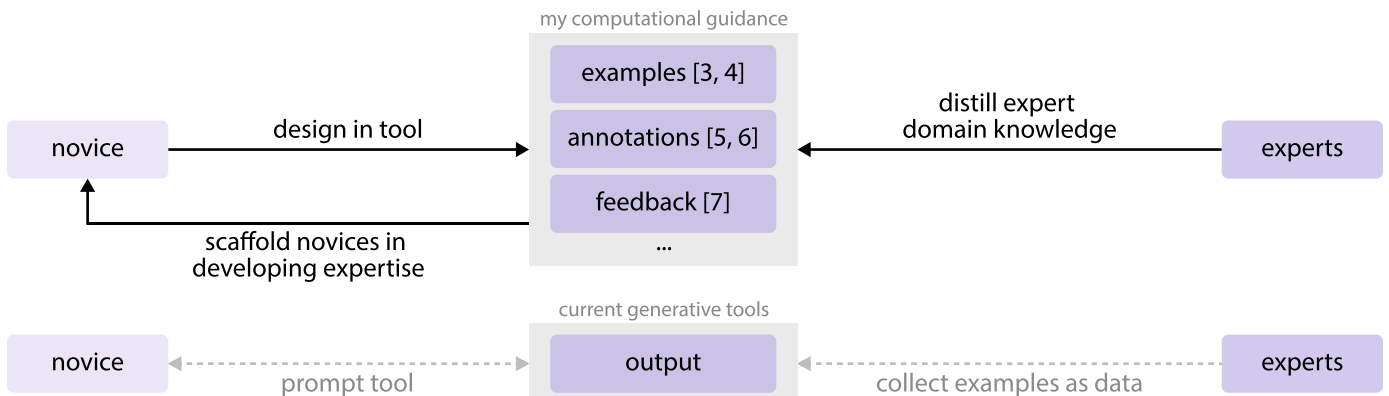 my computational guidance
examples [3, 4]
annotations [5, 6]
feedback [7]
...
novice
design in tool
distill expert
domain knowledge
experts
scaffold novices in
developing expertise
current generative tools
novice
prompt tool
output
collect examples as data
experts